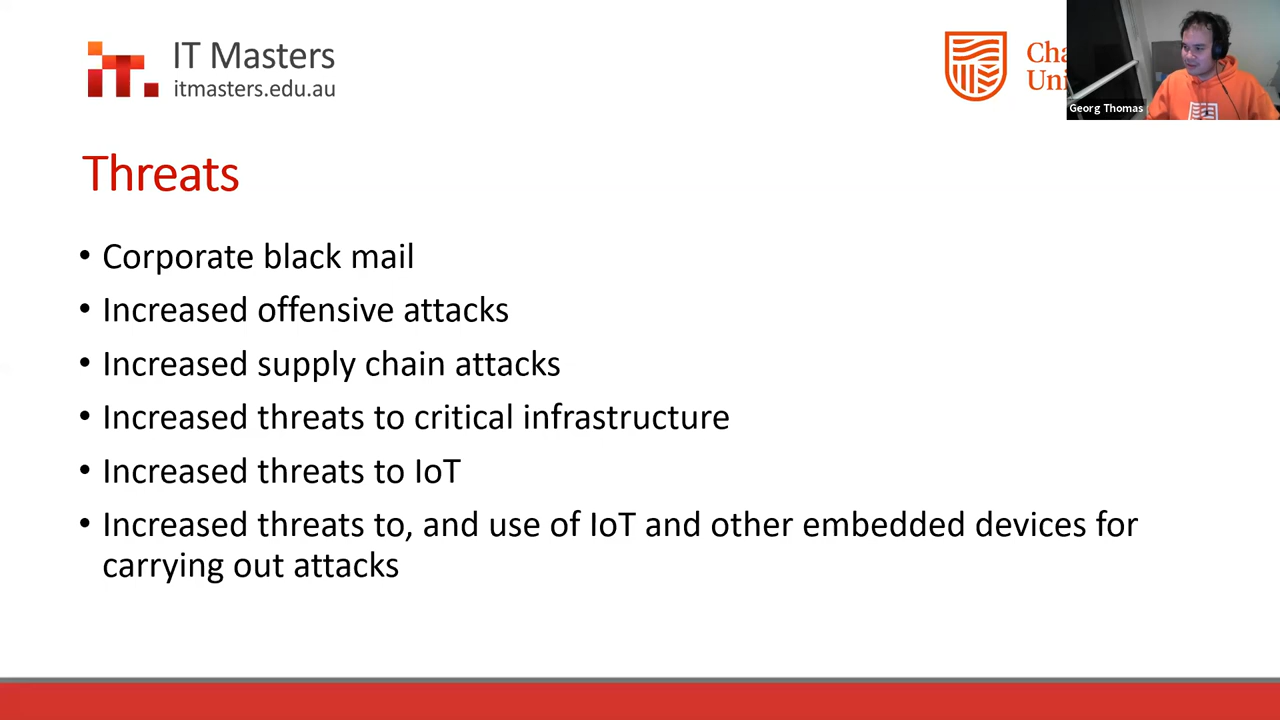 IT Masters
itmasters.edu.au
Georg Thomas
Threats
• Corporate black mail
• Increased offensive attacks
• Increased supply chain attacks
• Increased threats to critical infrastructure
• Increased threats to IoT
• Increased threats to, and use of IoT and other embedded devices for
carrying out attacks